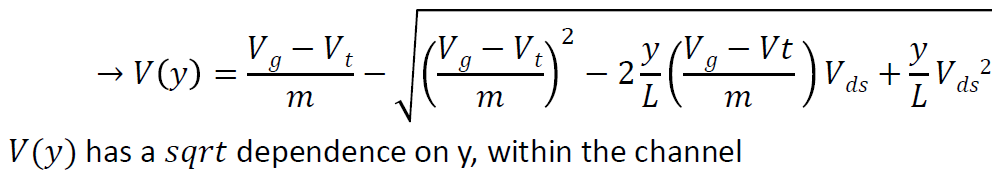 → V(y) = (V_g − V_t)/m − √(((V_g − V_t)/m)² − 2 (y/L) ((V_g − Vt)/m) V_ds + (y/L) V_ds²)
V(y) has a sqrt dependence on y, within the channel